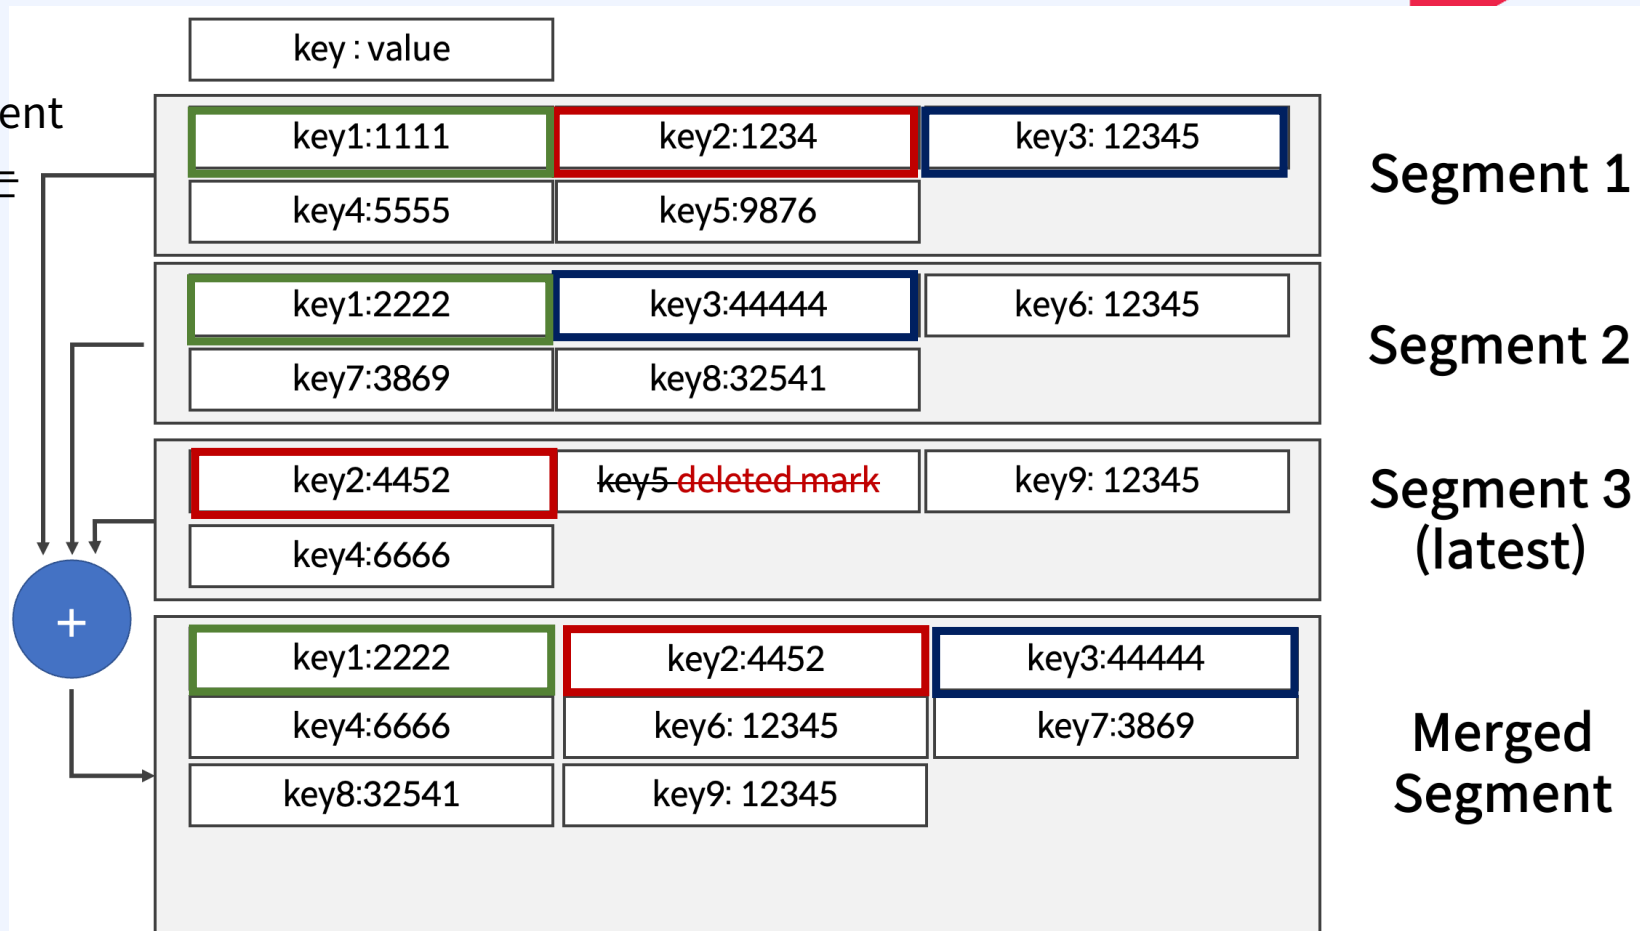 key : value
ent
key1:1111 key2:1234 key3: 12345
Segment 1
key4:5555 key5:9876
key1:2222 key3:44444 key6: 12345
Segment 2
key7:3869 key8:32541
key2:4452 key5 deleted mark key9: 12345
Segment 3
(latest)
key4:6666
+
key1:2222 key2:4452 key3:44444
key4:6666 key6: 12345 key7:3869
Merged
Segment
key8:32541 key9: 12345